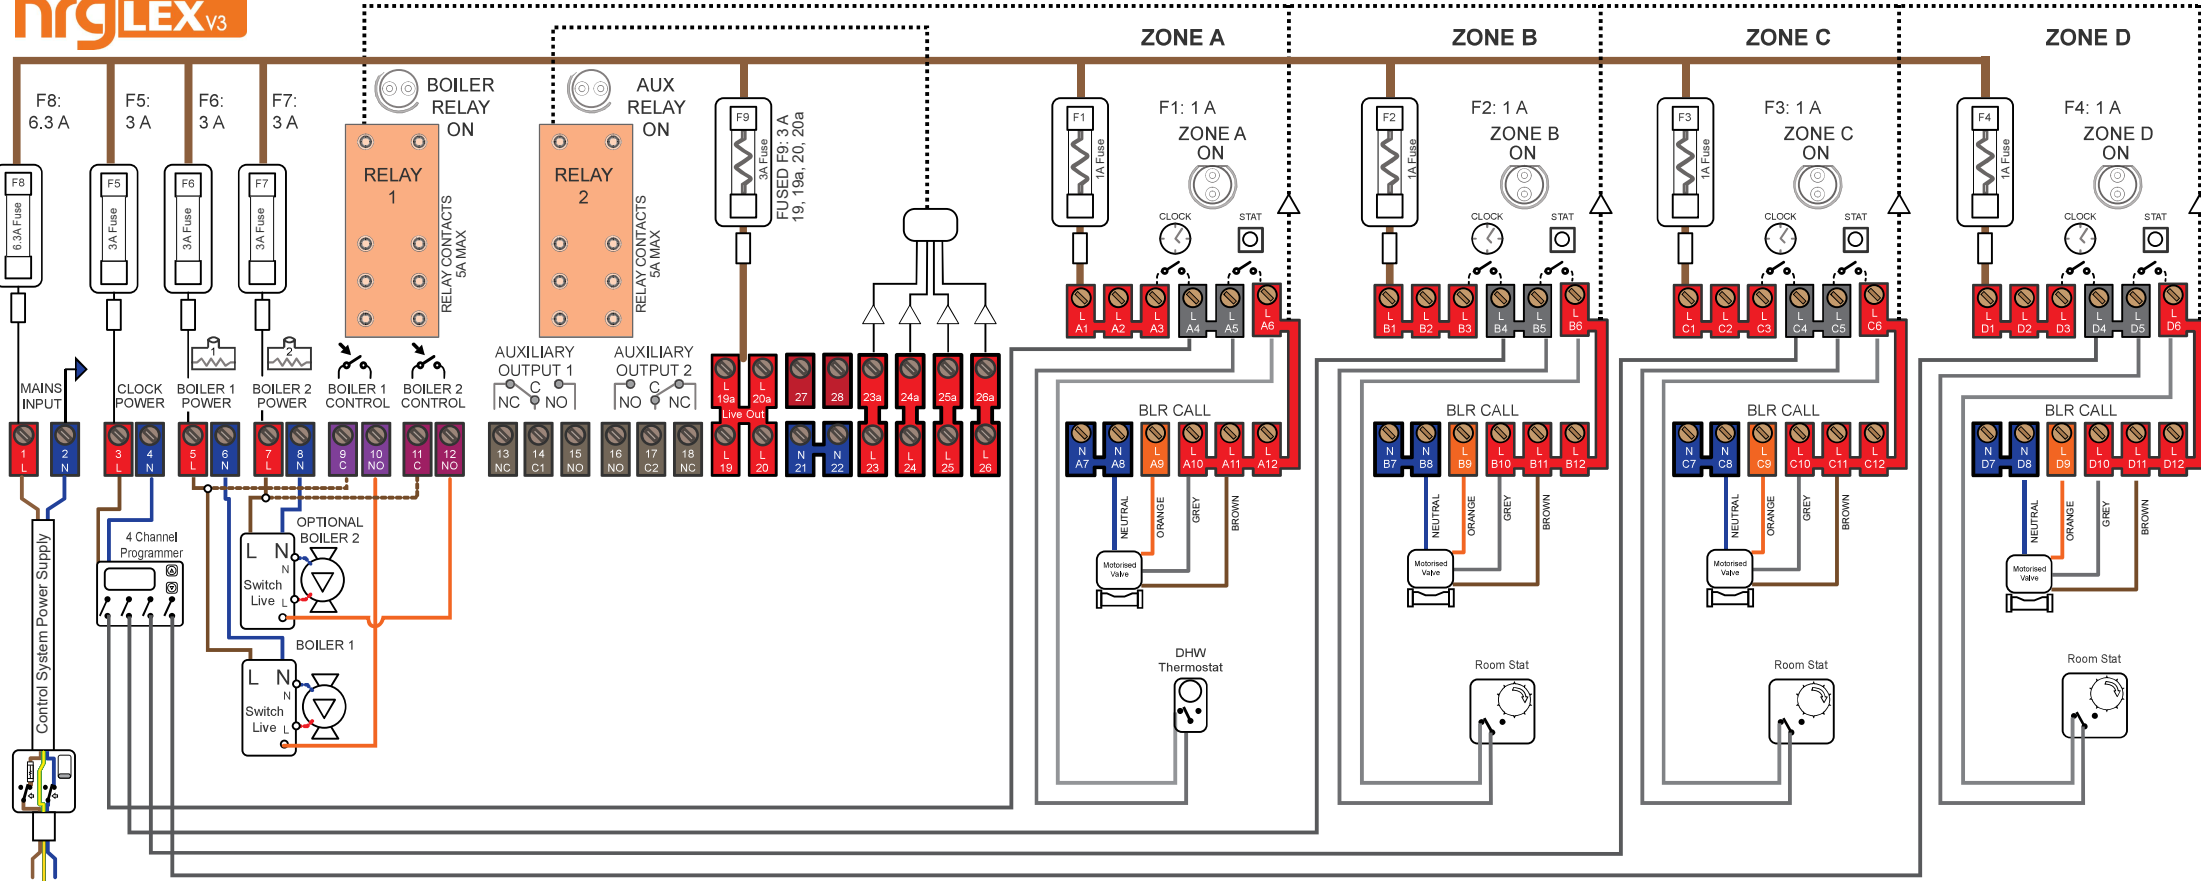 nrgLEX V3
ZONE A
ZONE B
ZONE C
ZONE D
F8:
6.3 A
F5:
3 A
F6:
3 A
F7:
3 A
BOILER
RELAY
ON
AUX
RELAY
ON
F8
6.3A Fuse
F5
3A Fuse
F6
3A Fuse
F7
3A Fuse
RELAY
1
RELAY CONTACTS
5A MAX
RELAY
2
RELAY CONTACTS
5A MAX
F9
3A Fuse
FUSED F9: 3 A
19, 19a, 20, 20a
F1
1A Fuse
F1: 1 A
ZONE A
ON
CLOCK
STAT
F2
1A Fuse
F2: 1 A
ZONE B
ON
CLOCK
STAT
F3
1A Fuse
F3: 1 A
ZONE C
ON
CLOCK
STAT
F4
1A Fuse
F4: 1 A
ZONE D
ON
CLOCK
STAT
L L L L L L
A1 A2 A3 A4 A5 A6
L L L L L L
B1 B2 B3 B4 B5 B6
L L L L L L
C1 C2 C3 C4 C5 C6
L L L L L L
D1 D2 D3 D4 D5 D6
1
2
MAINS
INPUT
CLOCK
POWER
BOILER 1
POWER
BOILER 2
POWER
BOILER 1
CONTROL
BOILER 2
CONTROL
AUXILIARY
OUTPUT 1
C
NC NO
AUXILIARY
OUTPUT 2
C
NO NC
L L
19a 20a
Live Out
27 28
23a 24a 25a 26a
1 L
2 N
3 L
4 N
5 L
6 N
7 L
8 N
9 C
10 NO
11 C
12 NO
13 NC
14 C1
15 NO
16 NO
17 C2
18 NC
L 19
L 20
N 21
N 22
L 23
L 24
L 25
L 26
BLR CALL
N N L L L L
A7 A8 A9 A10 A11 A12
BLR CALL
N N L L L L
B7 B8 B9 B10 B11 B12
BLR CALL
N N L L L L
C7 C8 C9 C10 C11 C12
BLR CALL
N N L L L L
D7 D8 D9 D10 D11 D12
NEUTRAL
ORANGE
GREY
BROWN
NEUTRAL
ORANGE
GREY
BROWN
NEUTRAL
ORANGE
GREY
BROWN
NEUTRAL
ORANGE
GREY
BROWN
Motorised
Valve
Motorised
Valve
Motorised
Valve
Motorised
Valve
Control System Power Supply
4 Channel
Programmer
OPTIONAL
BOILER 2
L N
N
Switch
Live L
BOILER 1
L N
N
Switch
Live L
DHW
Thermostat
Room Stat
Room Stat
Room Stat